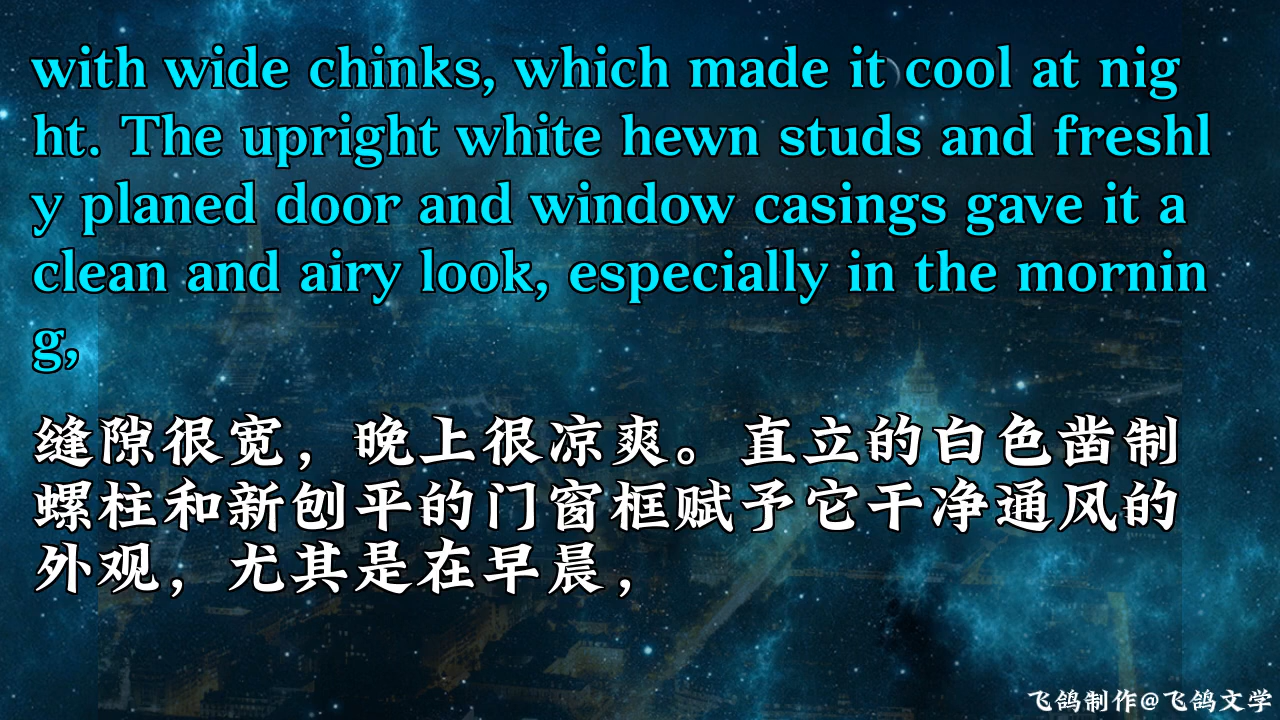 with wide chinks, which made it cool at nig
ht. The upright white hewn studs and freshl
y planed door and window casings gave it a
clean and airy look, especially in the mornin
g,
缝隙很宽，晚上很凉爽。直立的白色凿制
螺柱和新刨平的门窗框赋予它干净通风的
外观，尤其是在早晨，
飞鸽制作@飞鸽文学